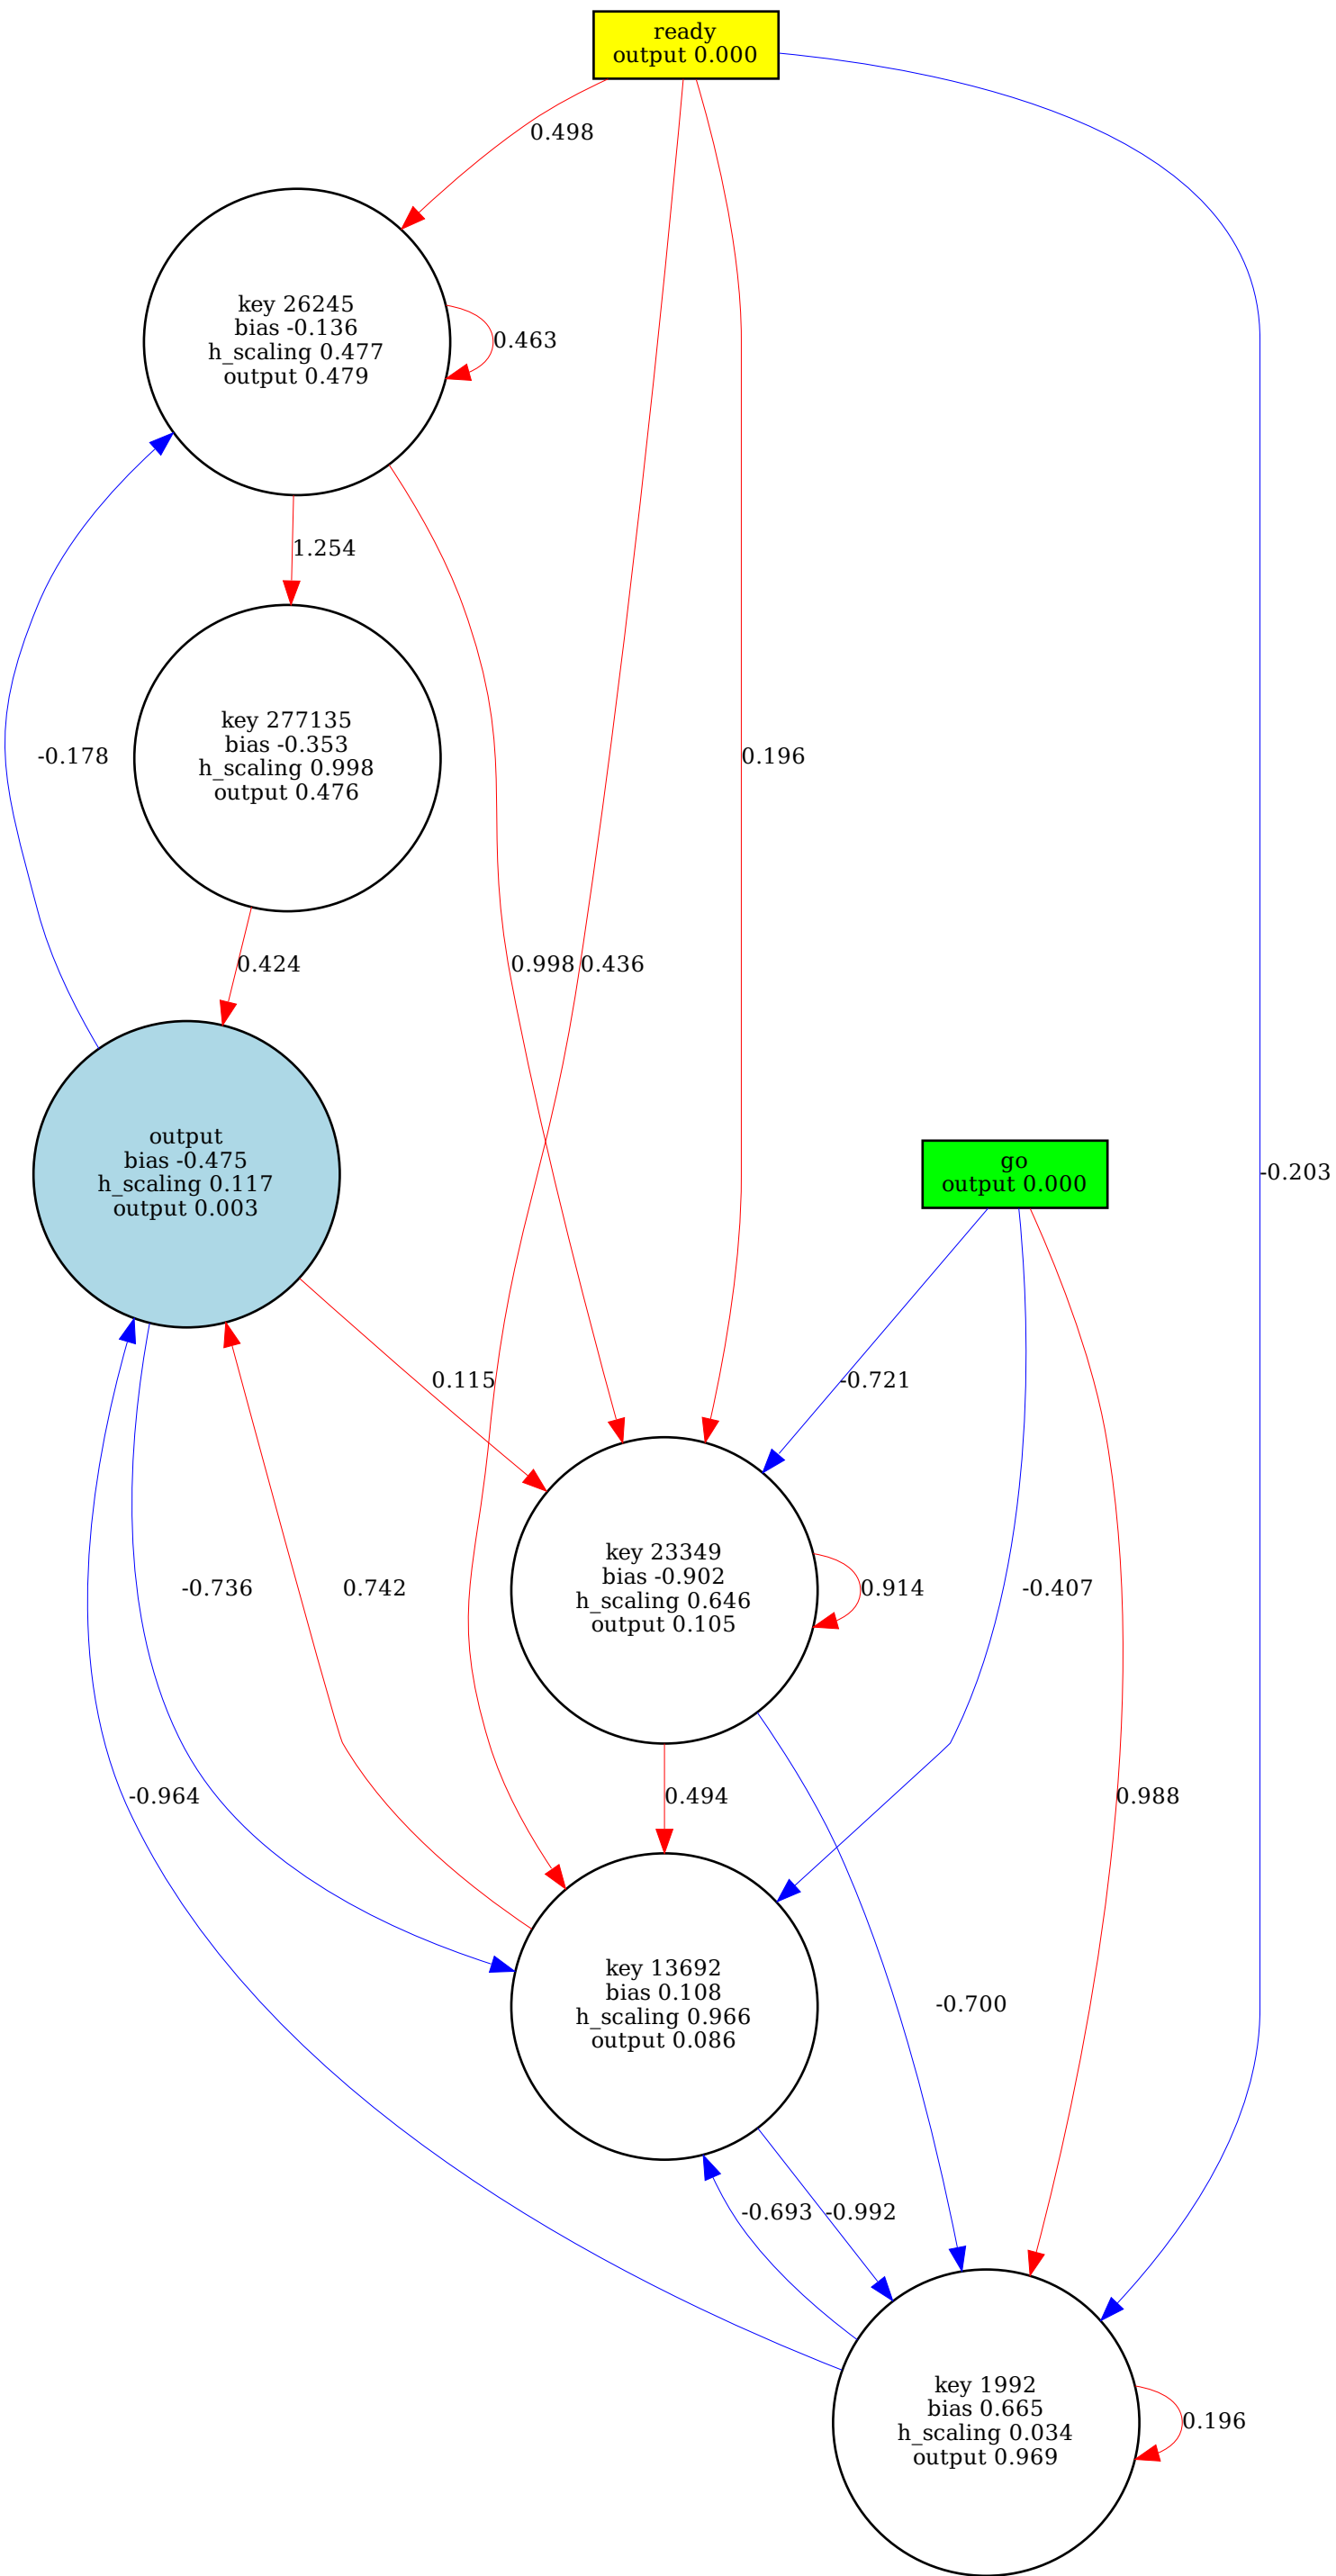 ready
output 0.000
0.498
key 26245
bias -0.136
h_scaling 0.477
output 0.479
0.463
1.254
key 277135
bias -0.353
h_scaling 0.998
output 0.476
-0.178
0.196
0.424
0.998
0.436
output
bias -0.475
h_scaling 0.117
output 0.003
go
output 0.000
-0.203
0.115
-0.721
key 23349
bias -0.902
h_scaling 0.646
output 0.105
-0.736
0.742
0.914
-0.407
-0.964
0.494
0.988
key 13692
bias 0.108
h_scaling 0.966
output 0.086
-0.700
-0.693
-0.992
key 1992
bias 0.665
h_scaling 0.034
output 0.969
0.196